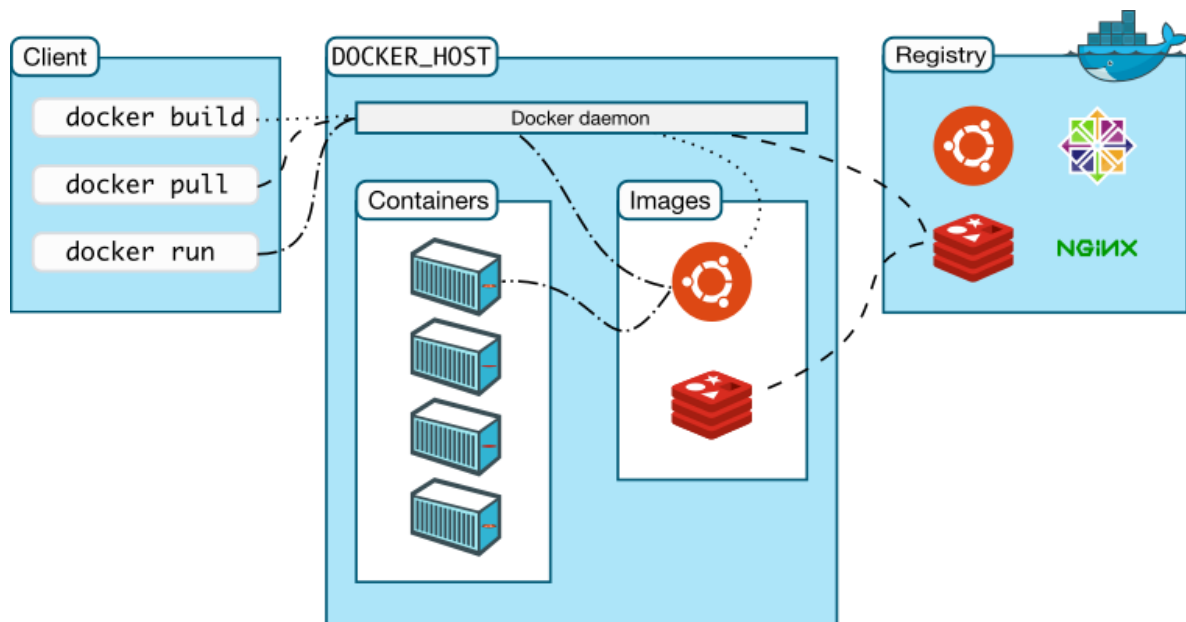 Client
docker build
docker pull
docker run
DOCKER_HOST
Docker daemon
Containers
Images
Registry
NGiNX